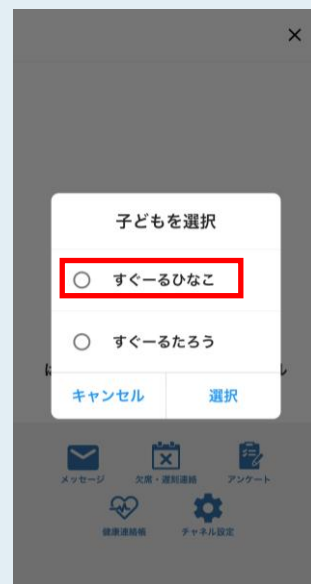 ×
子どもを選択
すぐーるひなこ
すぐーるたろう
キャンセル 選択
メッセージ 欠席・遅刻連絡 アンケート
健康連絡帳 チャネル設定